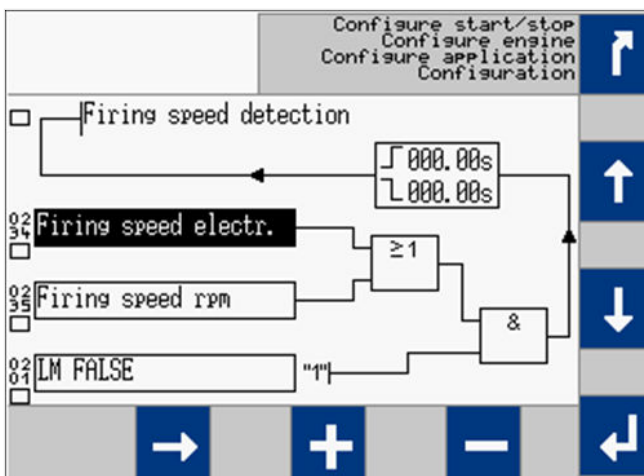 Configure start/stop
Configure engine
Configure application
Configuration
Firing speed detection
000.00s
000.00s
02
34
Firing speed electr.
≥1
02
35
Firing speed rpm
&
02
01
LM FALSE
"1"